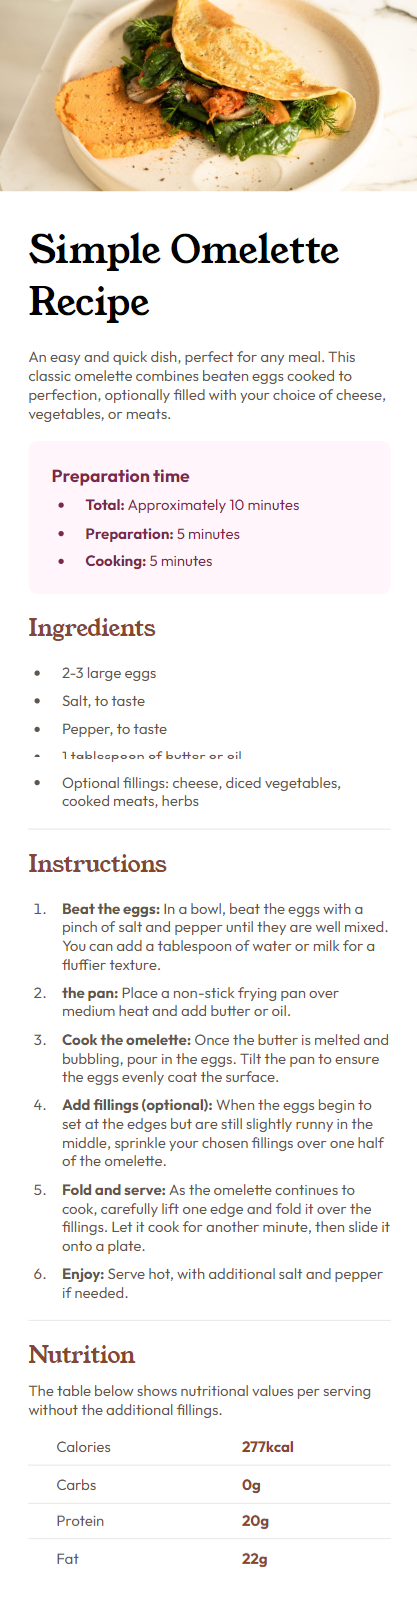 Simple Omelette
Recipe
An easy and quick dish, perfect for any meal. This
classic omelette combines beaten eggs cooked to
perfection, optionally filled with your choice of cheese,
vegetables, or meats.
Preparation time
• Total: Approximately 10 minutes
• Preparation: 5 minutes
• Cooking: 5 minutes
Ingredients
• 2-3 large eggs
• Salt, to taste
• Pepper, to taste
• 1 tablespoon of butter or oil
• Optional fillings: cheese, diced vegetables,
cooked meats, herbs
Instructions
1. Beat the eggs: In a bowl, beat the eggs with a
pinch of salt and pepper until they are well mixed.
You can add a tablespoon of water or milk for a
fluffier texture.
2. the pan: Place a non-stick frying pan over
medium heat and add butter or oil.
3. Cook the omelette: Once the butter is melted and
bubbling, pour in the eggs. Tilt the pan to ensure
the eggs evenly coat the surface.
4. Add fillings (optional): When the eggs begin to
set at the edges but are still slightly runny in the
middle, sprinkle your chosen fillings over one half
of the omelette.
5. Fold and serve: As the omelette continues to
cook, carefully lift one edge and fold it over the
fillings. Let it cook for another minute, then slide it
onto a plate.
6. Enjoy: Serve hot, with additional salt and pepper
if needed.
Nutrition
The table below shows nutritional values per serving
without the additional fillings.
Calories 277kcal
Carbs 0g
Protein 20g
Fat 22g